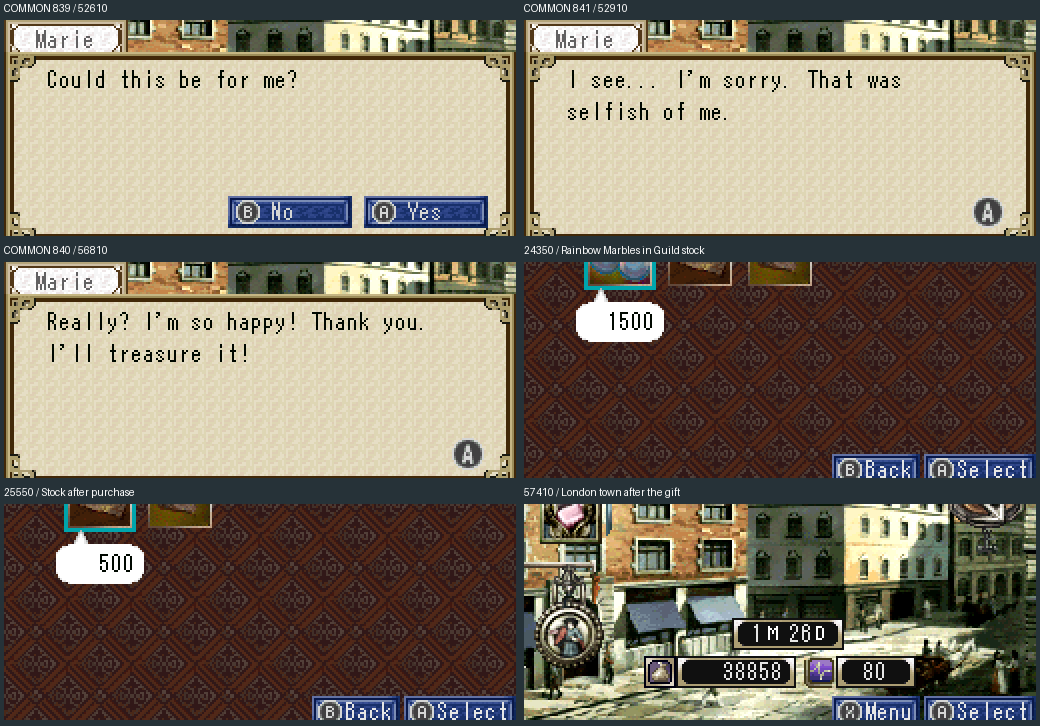 COMMON 839 / 52610
Marie
Could this be for me?
B No
A Yes
COMMON 841 / 52910
Marie
I see... I'm sorry. That was
selfish of me.
A
COMMON 840 / 56810
Marie
Really? I'm so happy! Thank you.
I'll treasure it!
A
24350 / Rainbow Marbles in Guild stock
1500
B Back
A Select
25550 / Stock after purchase
500
B Back
A Select
57410 / London town after the gift
1M 28D
38858
80
X Menu
A Select